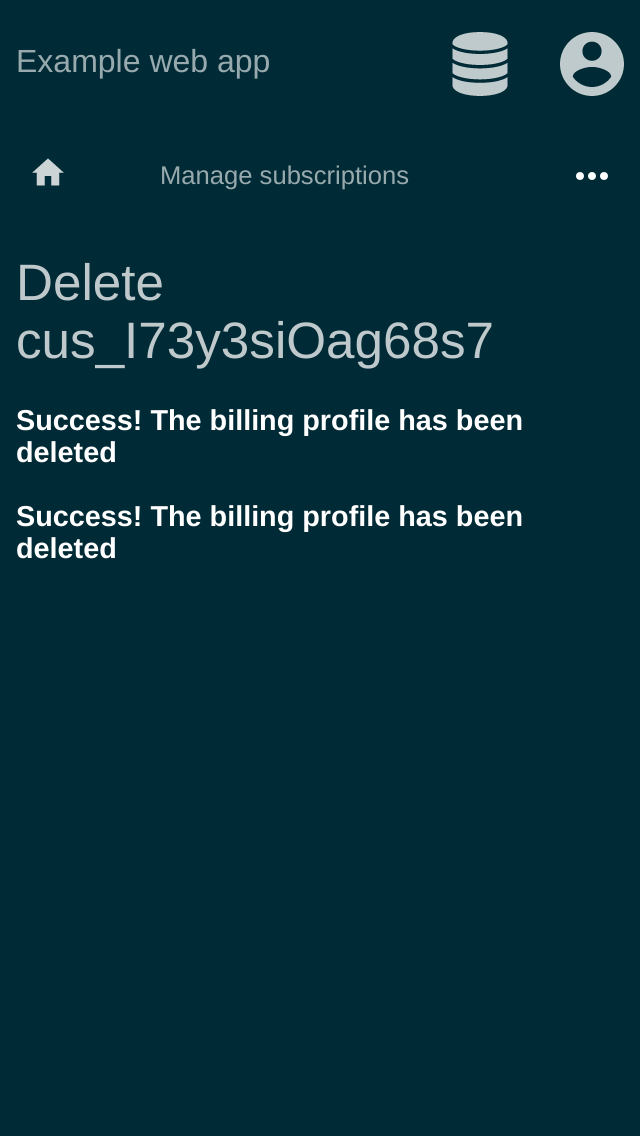 Example web app
Manage subscriptions
Delete
cus_I73y3siOag68s7
Success! The billing profile has been
deleted
Success! The billing profile has been
deleted